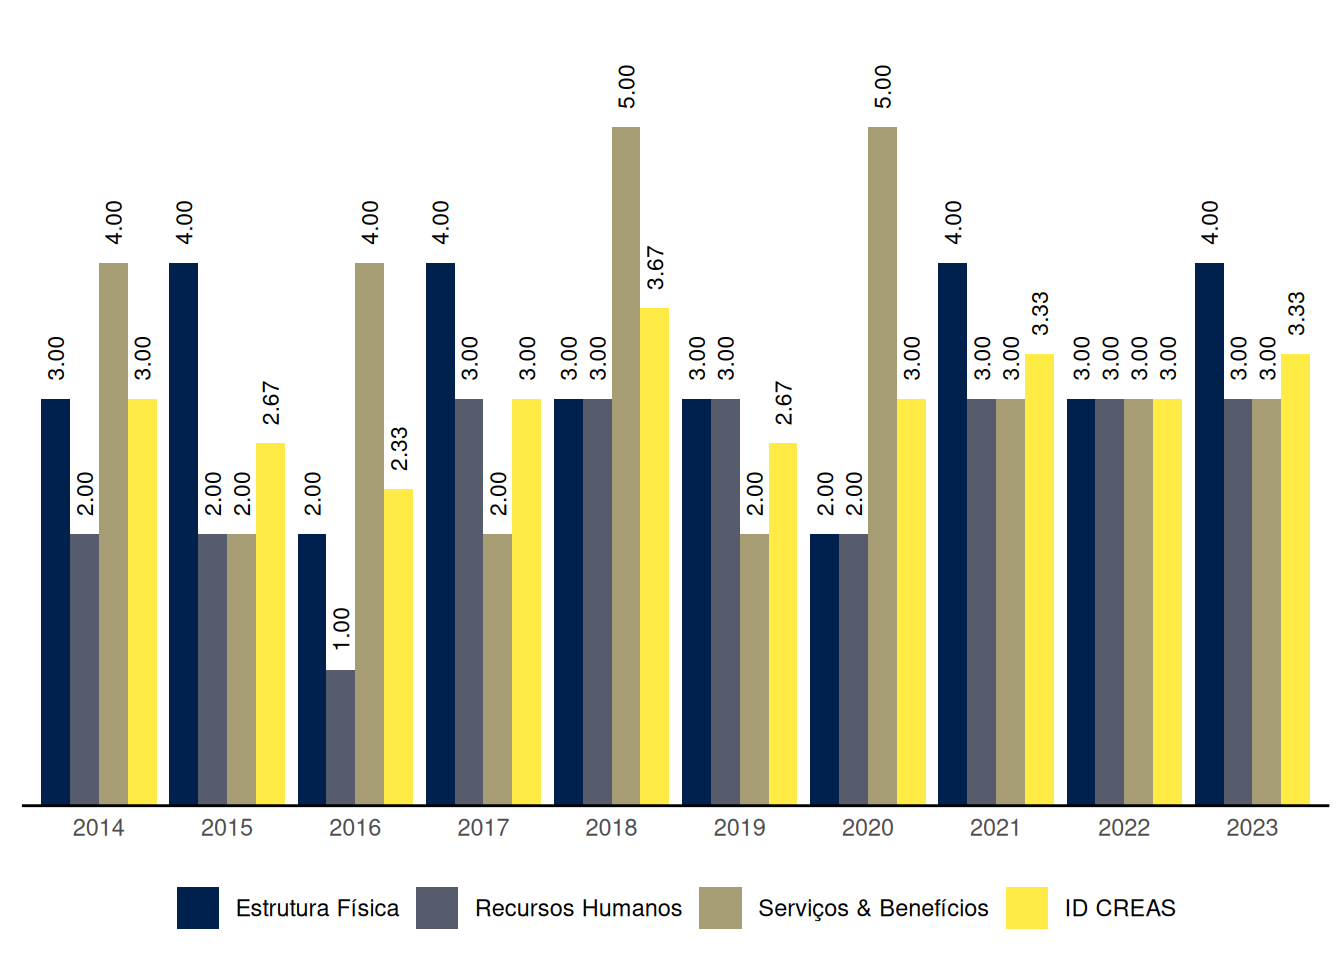 5.00 5.00
4.00 4.00 4.00 4.00 4.00 4.00
3.67
3.33 3.33
3.00 3.00 3.00 3.00 3.00 3.00 3.00 3.00 3.00 3.00 3.00 3.00 3.00 3.00 3.00 3.00 3.00
2.67 2.67
2.33
2.00 2.00 2.00 2.00 2.00 2.00 2.00 2.00
1.00
2014 2015 2016 2017 2018 2019 2020 2021 2022 2023
Estrutura Física Recursos Humanos Serviços & Benefícios ID CREAS